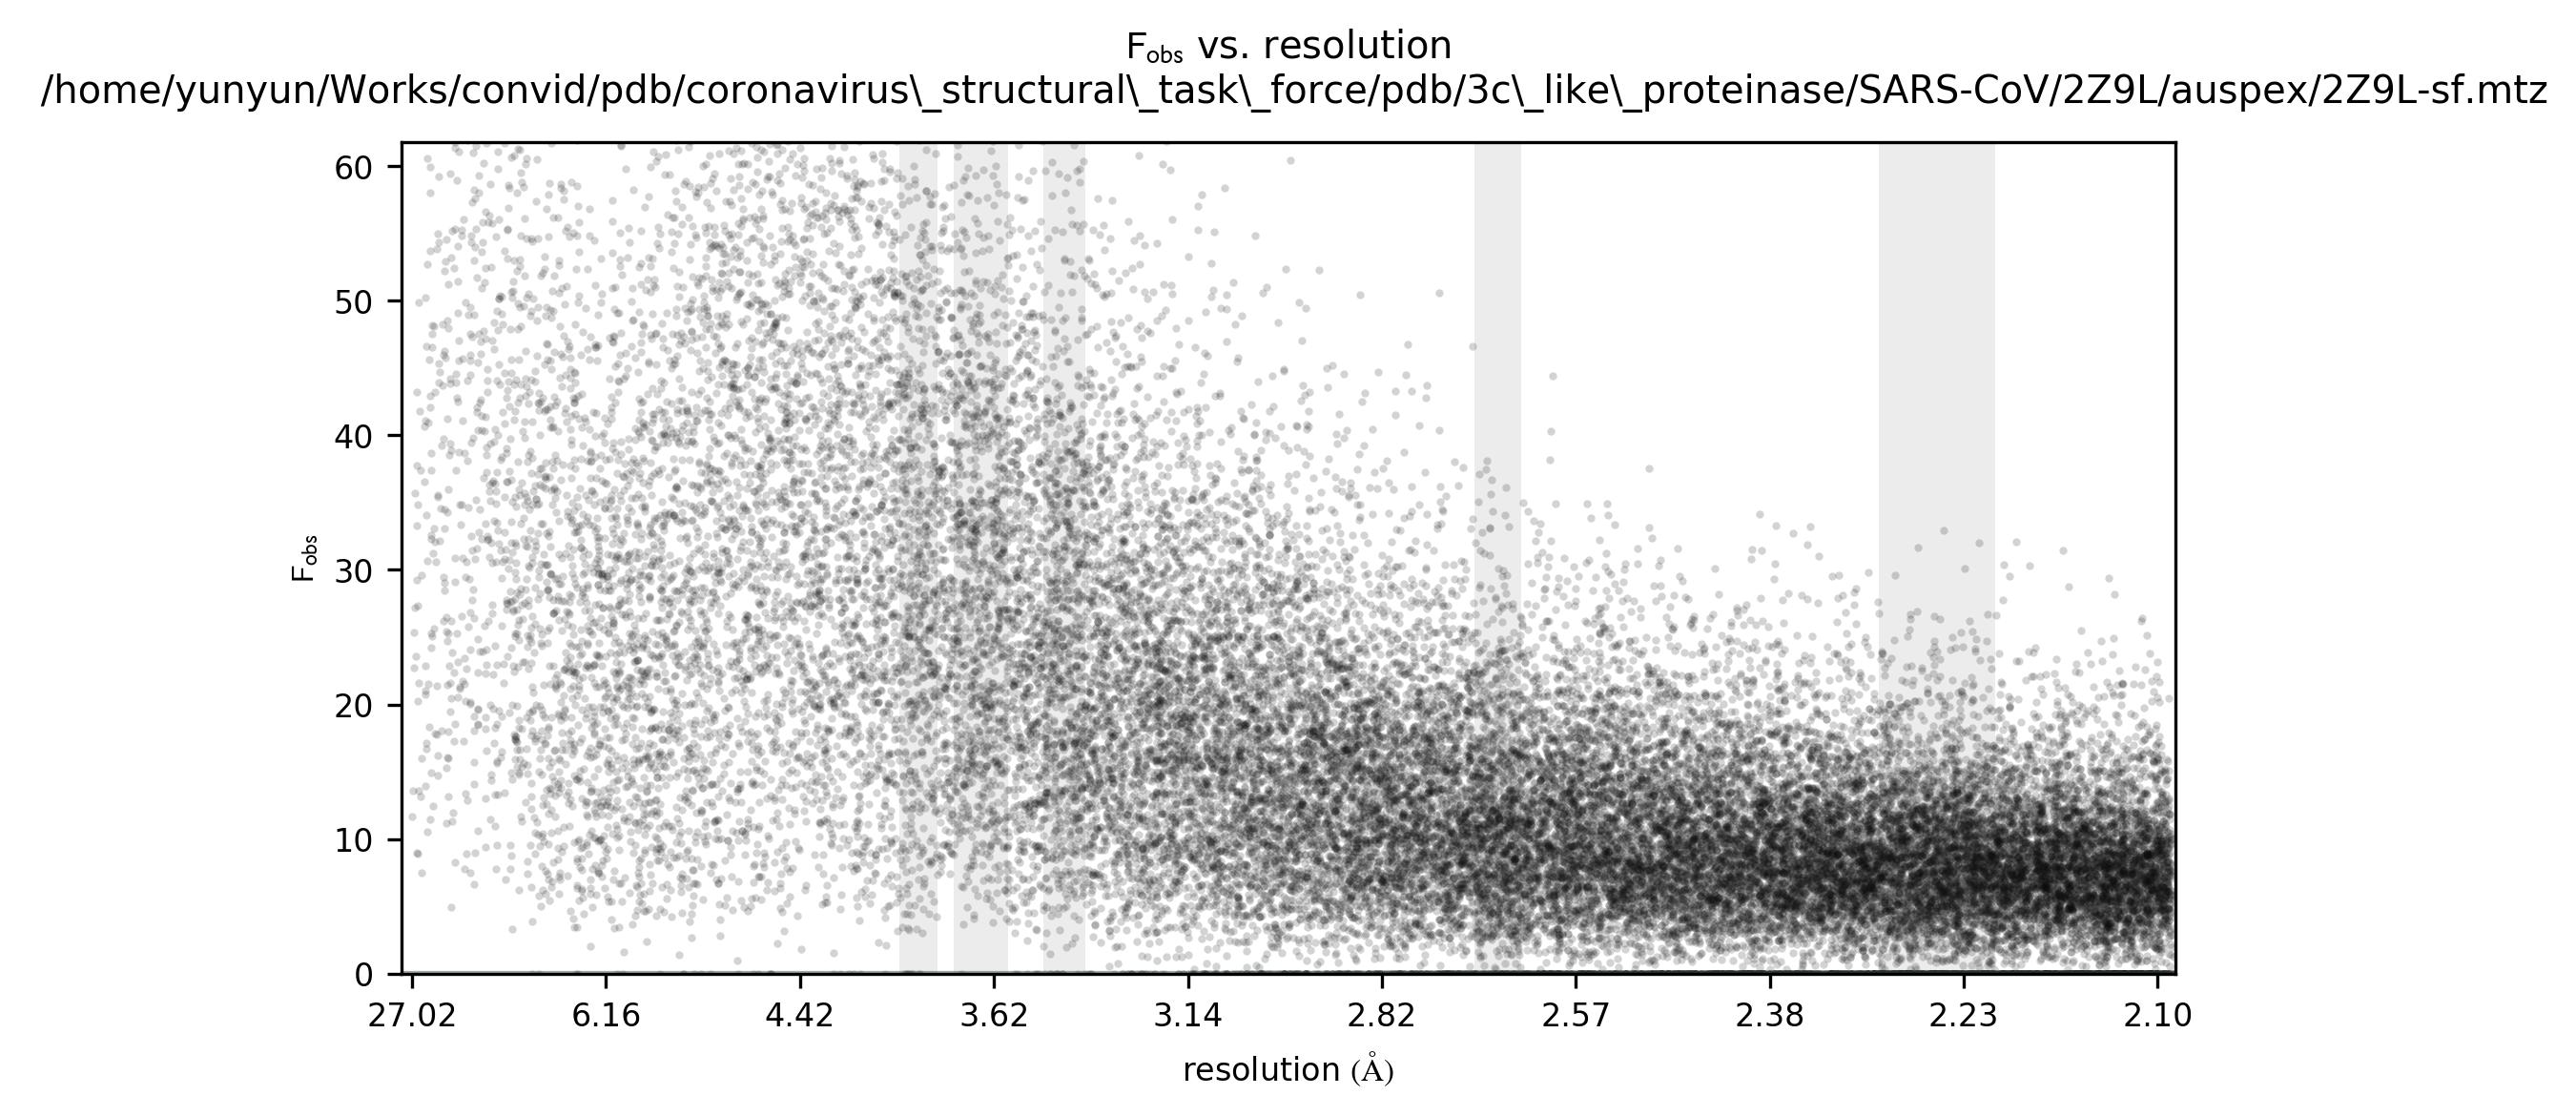 Fobs vs. resolution
/home/yunyun/Works/convid/pdb/coronavirus\_structural\_task\_force/pdb/3c\_like\_proteinase/SARS-CoV/2Z9L/auspex/2Z9L-sf.mtz
60
50
40
30
20
10
0
Fobs
27.02 6.16 4.42 3.62 3.14 2.82 2.57 2.38 2.23 2.10
resolution (Å)